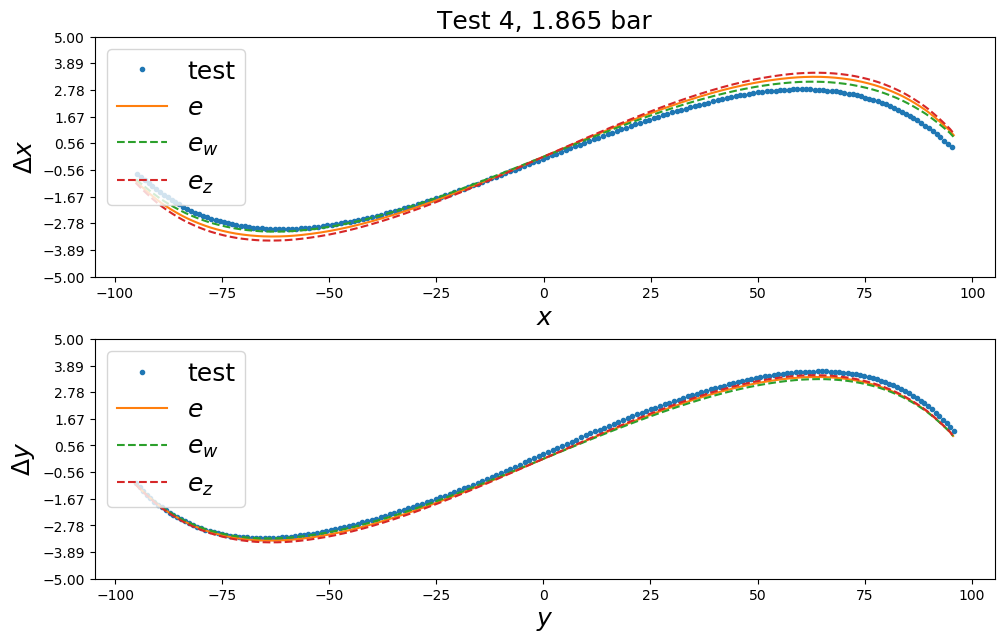 Test 4, 1.865 bar
5.00
3.89
2.78
1.67
0.56
−0.56
−1.67
−2.78
−3.89
−5.00
Δx
test
e
e_w
e_z
−100 −75 −50 −25 0 25 50 75 100
x
5.00
3.89
2.78
1.67
0.56
−0.56
−1.67
−2.78
−3.89
−5.00
Δy
test
e
e_w
e_z
−100 −75 −50 −25 0 25 50 75 100
y